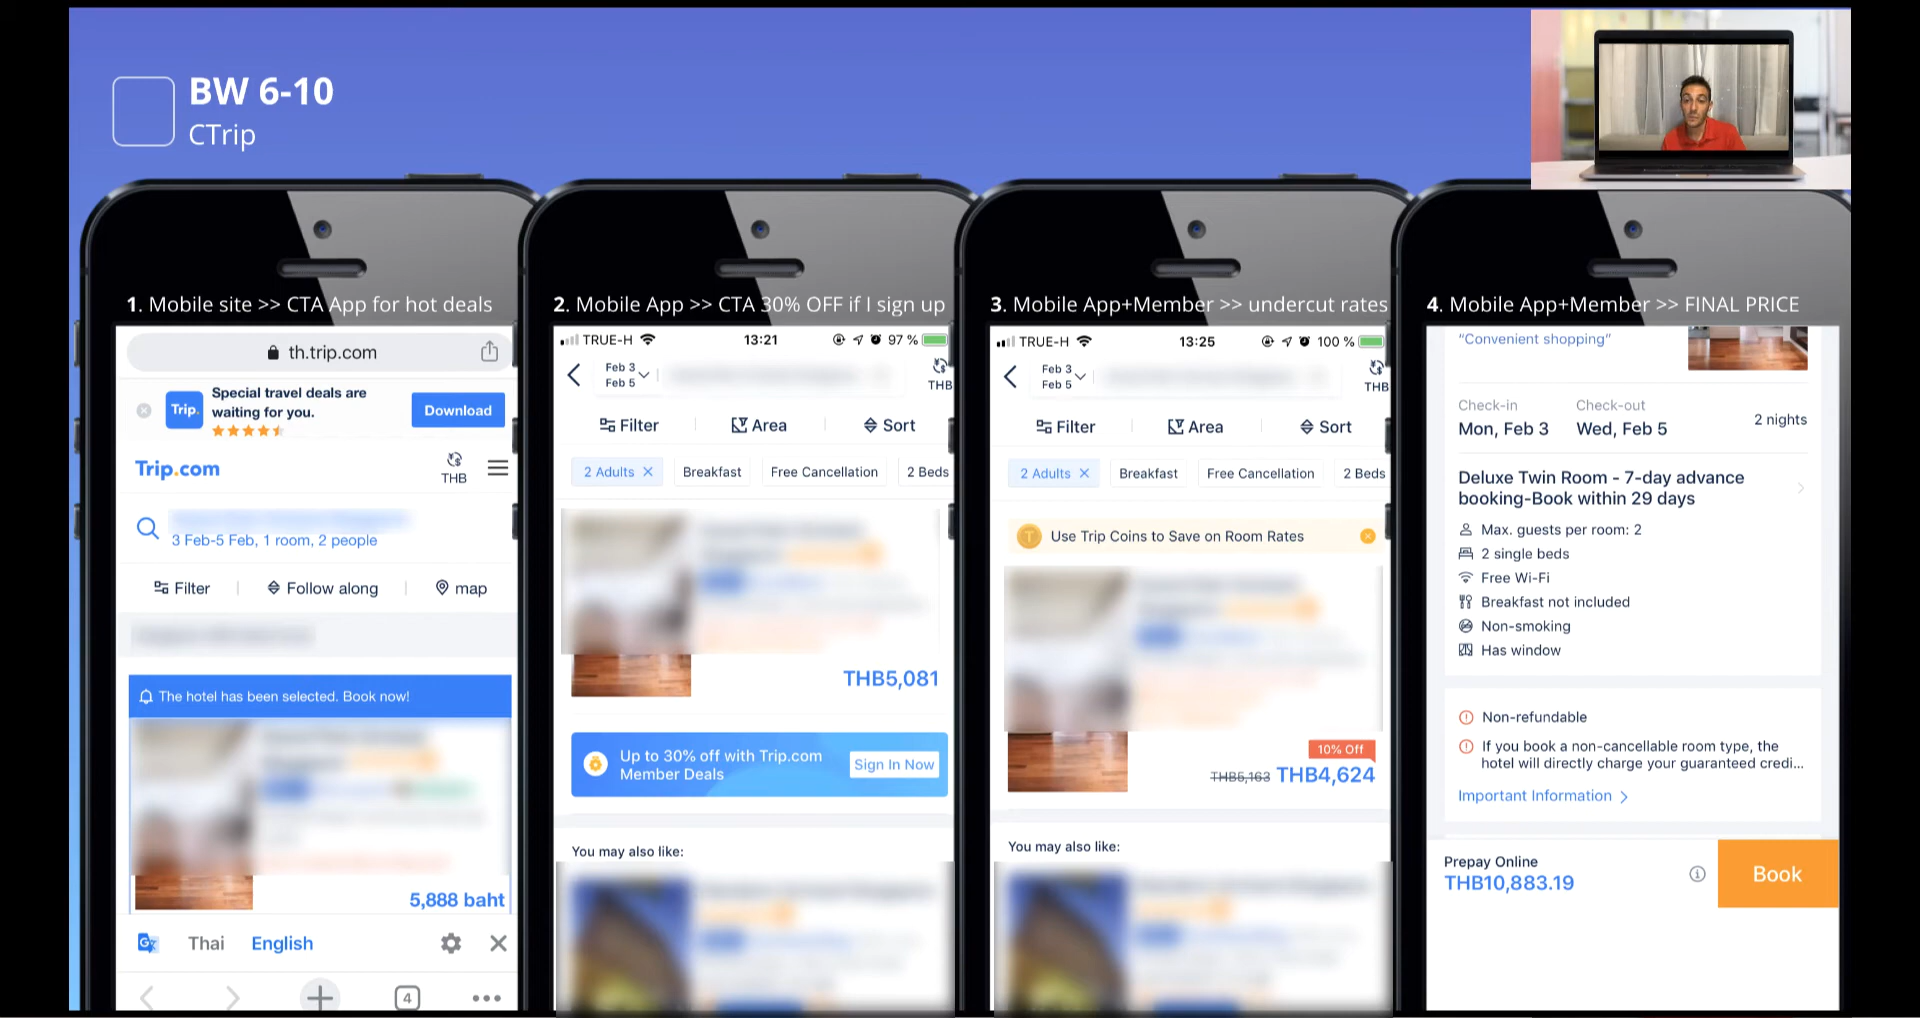 BW 6-10
CTrip
1. Mobile site >> CTA App for hot deals
th.trip.com
Trip.
Special travel deals are
waiting for you.
Download
Trip.com
THB
3 Feb-5 Feb, 1 room, 2 people
Filter
Follow along
map
The hotel has been selected. Book now!
5,888 baht
Thai
English
4
2. Mobile App >> CTA 30% OFF if I sign up
TRUE-H
13:21
97 %
Feb 3
Feb 5
THB
Filter
Area
Sort
2 Adults
Breakfast
Free Cancellation
2 Beds
THB5,081
Up to 30% off with Trip.com
Member Deals
Sign In Now
You may also like:
3. Mobile App+Member >> undercut rates
TRUE-H
13:25
100 %
Feb 3
Feb 5
THB
Filter
Area
Sort
2 Adults
Breakfast
Free Cancellation
2 Beds
T
Use Trip Coins to Save on Room Rates
10% Off
THB5,163 THB4,624
You may also like:
4. Mobile App+Member >> FINAL PRICE
“Convenient shopping”
Check-in
Check-out
Mon, Feb 3
Wed, Feb 5
2 nights
Deluxe Twin Room - 7-day advance
booking-Book within 29 days
Max. guests per room: 2
2 single beds
Free Wi-Fi
Breakfast not included
Non-smoking
Has window
Non-refundable
If you book a non-cancellable room type, the
hotel will directly charge your guaranteed credi...
Important Information
Prepay Online
THB10,883.19
Book